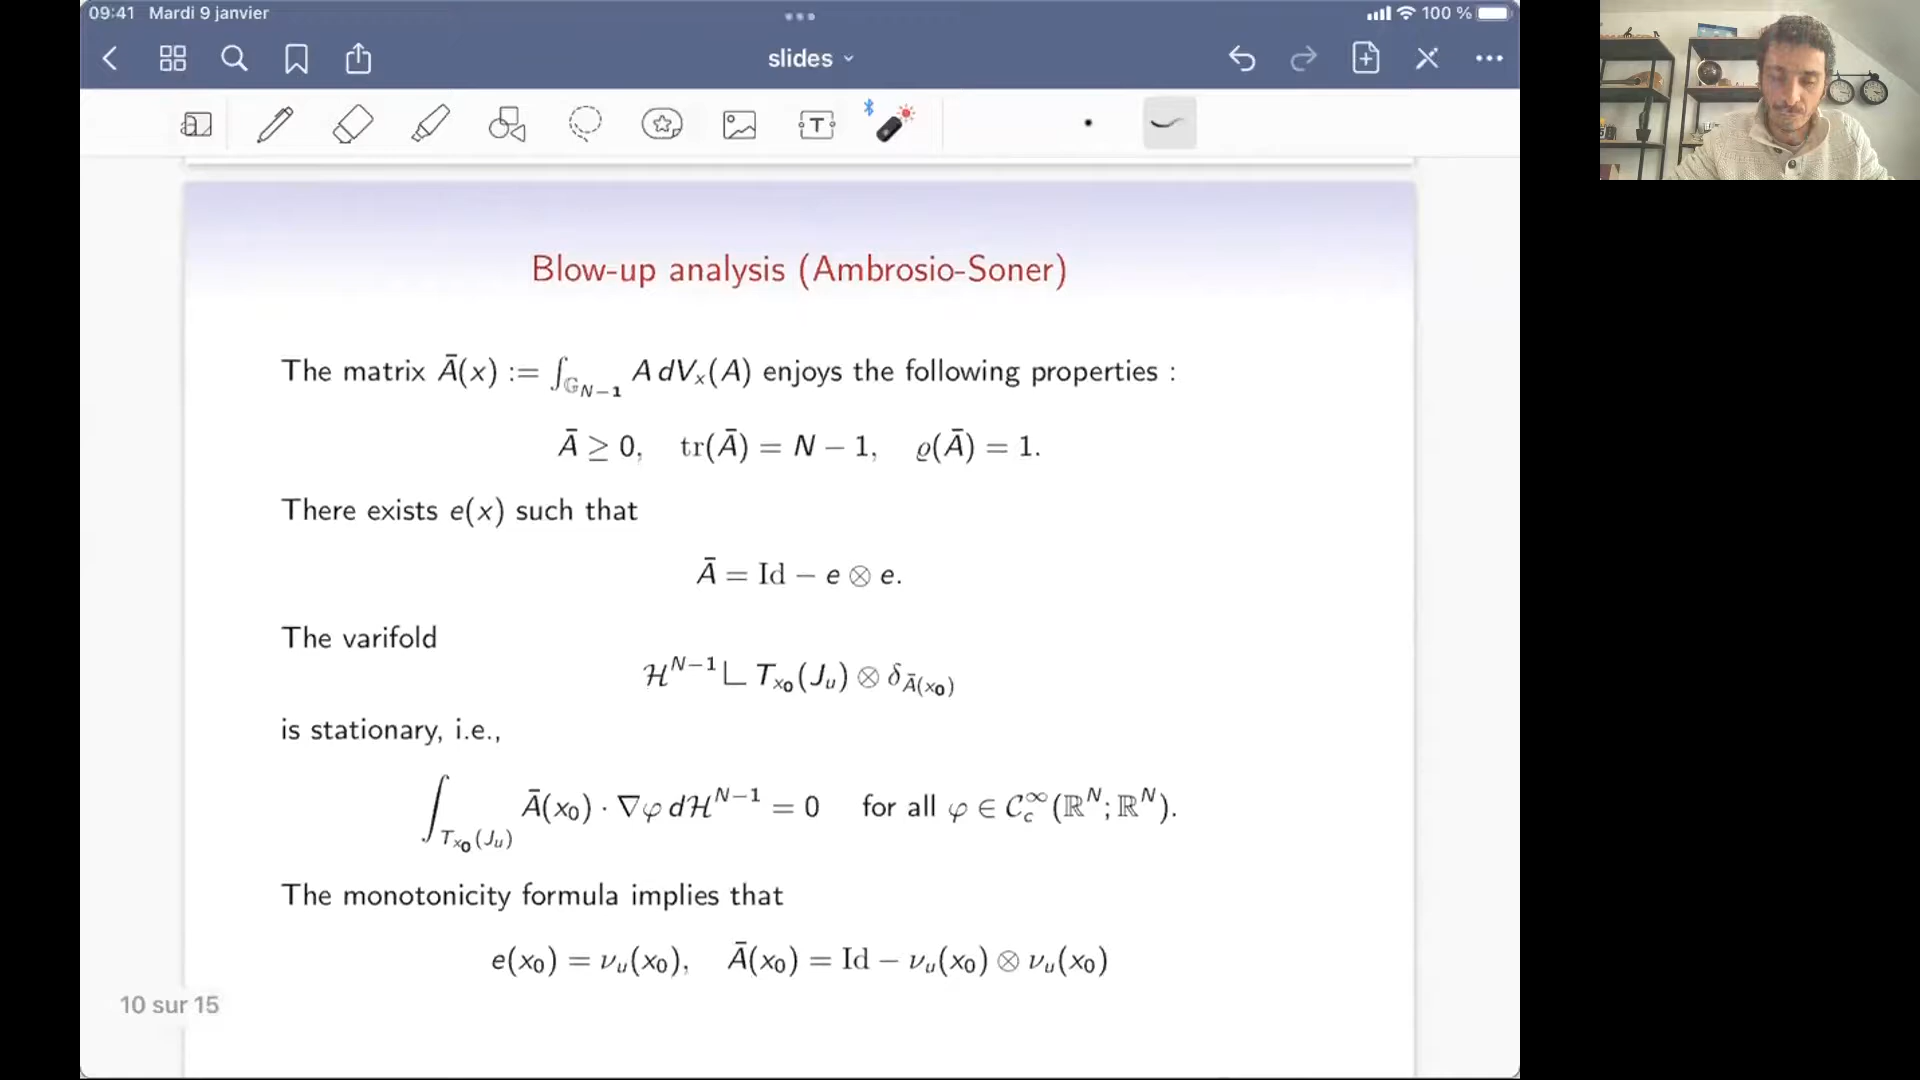 09:41 Mardi 9 janvier
100 %
slides
Blow-up analysis (Ambrosio-Soner)
The matrix Ā(x) := ∫_{𝔾_{N−1}} A dV_x(A) enjoys the following properties :
Ā ≥ 0, tr(Ā) = N − 1, ϱ(Ā) = 1.
There exists e(x) such that
Ā = Id − e ⊗ e.
The varifold
ℋ^{N−1} ∟ T_{x_0}(J_u) ⊗ δ_{Ā(x_0)}
is stationary, i.e.,
∫_{T_{x_0}(J_u)} Ā(x_0) · ∇φ dℋ^{N−1} = 0 for all φ ∈ 𝒞_c^∞(ℝ^N; ℝ^N).
The monotonicity formula implies that
e(x_0) = ν_u(x_0), Ā(x_0) = Id − ν_u(x_0) ⊗ ν_u(x_0)
10 sur 15